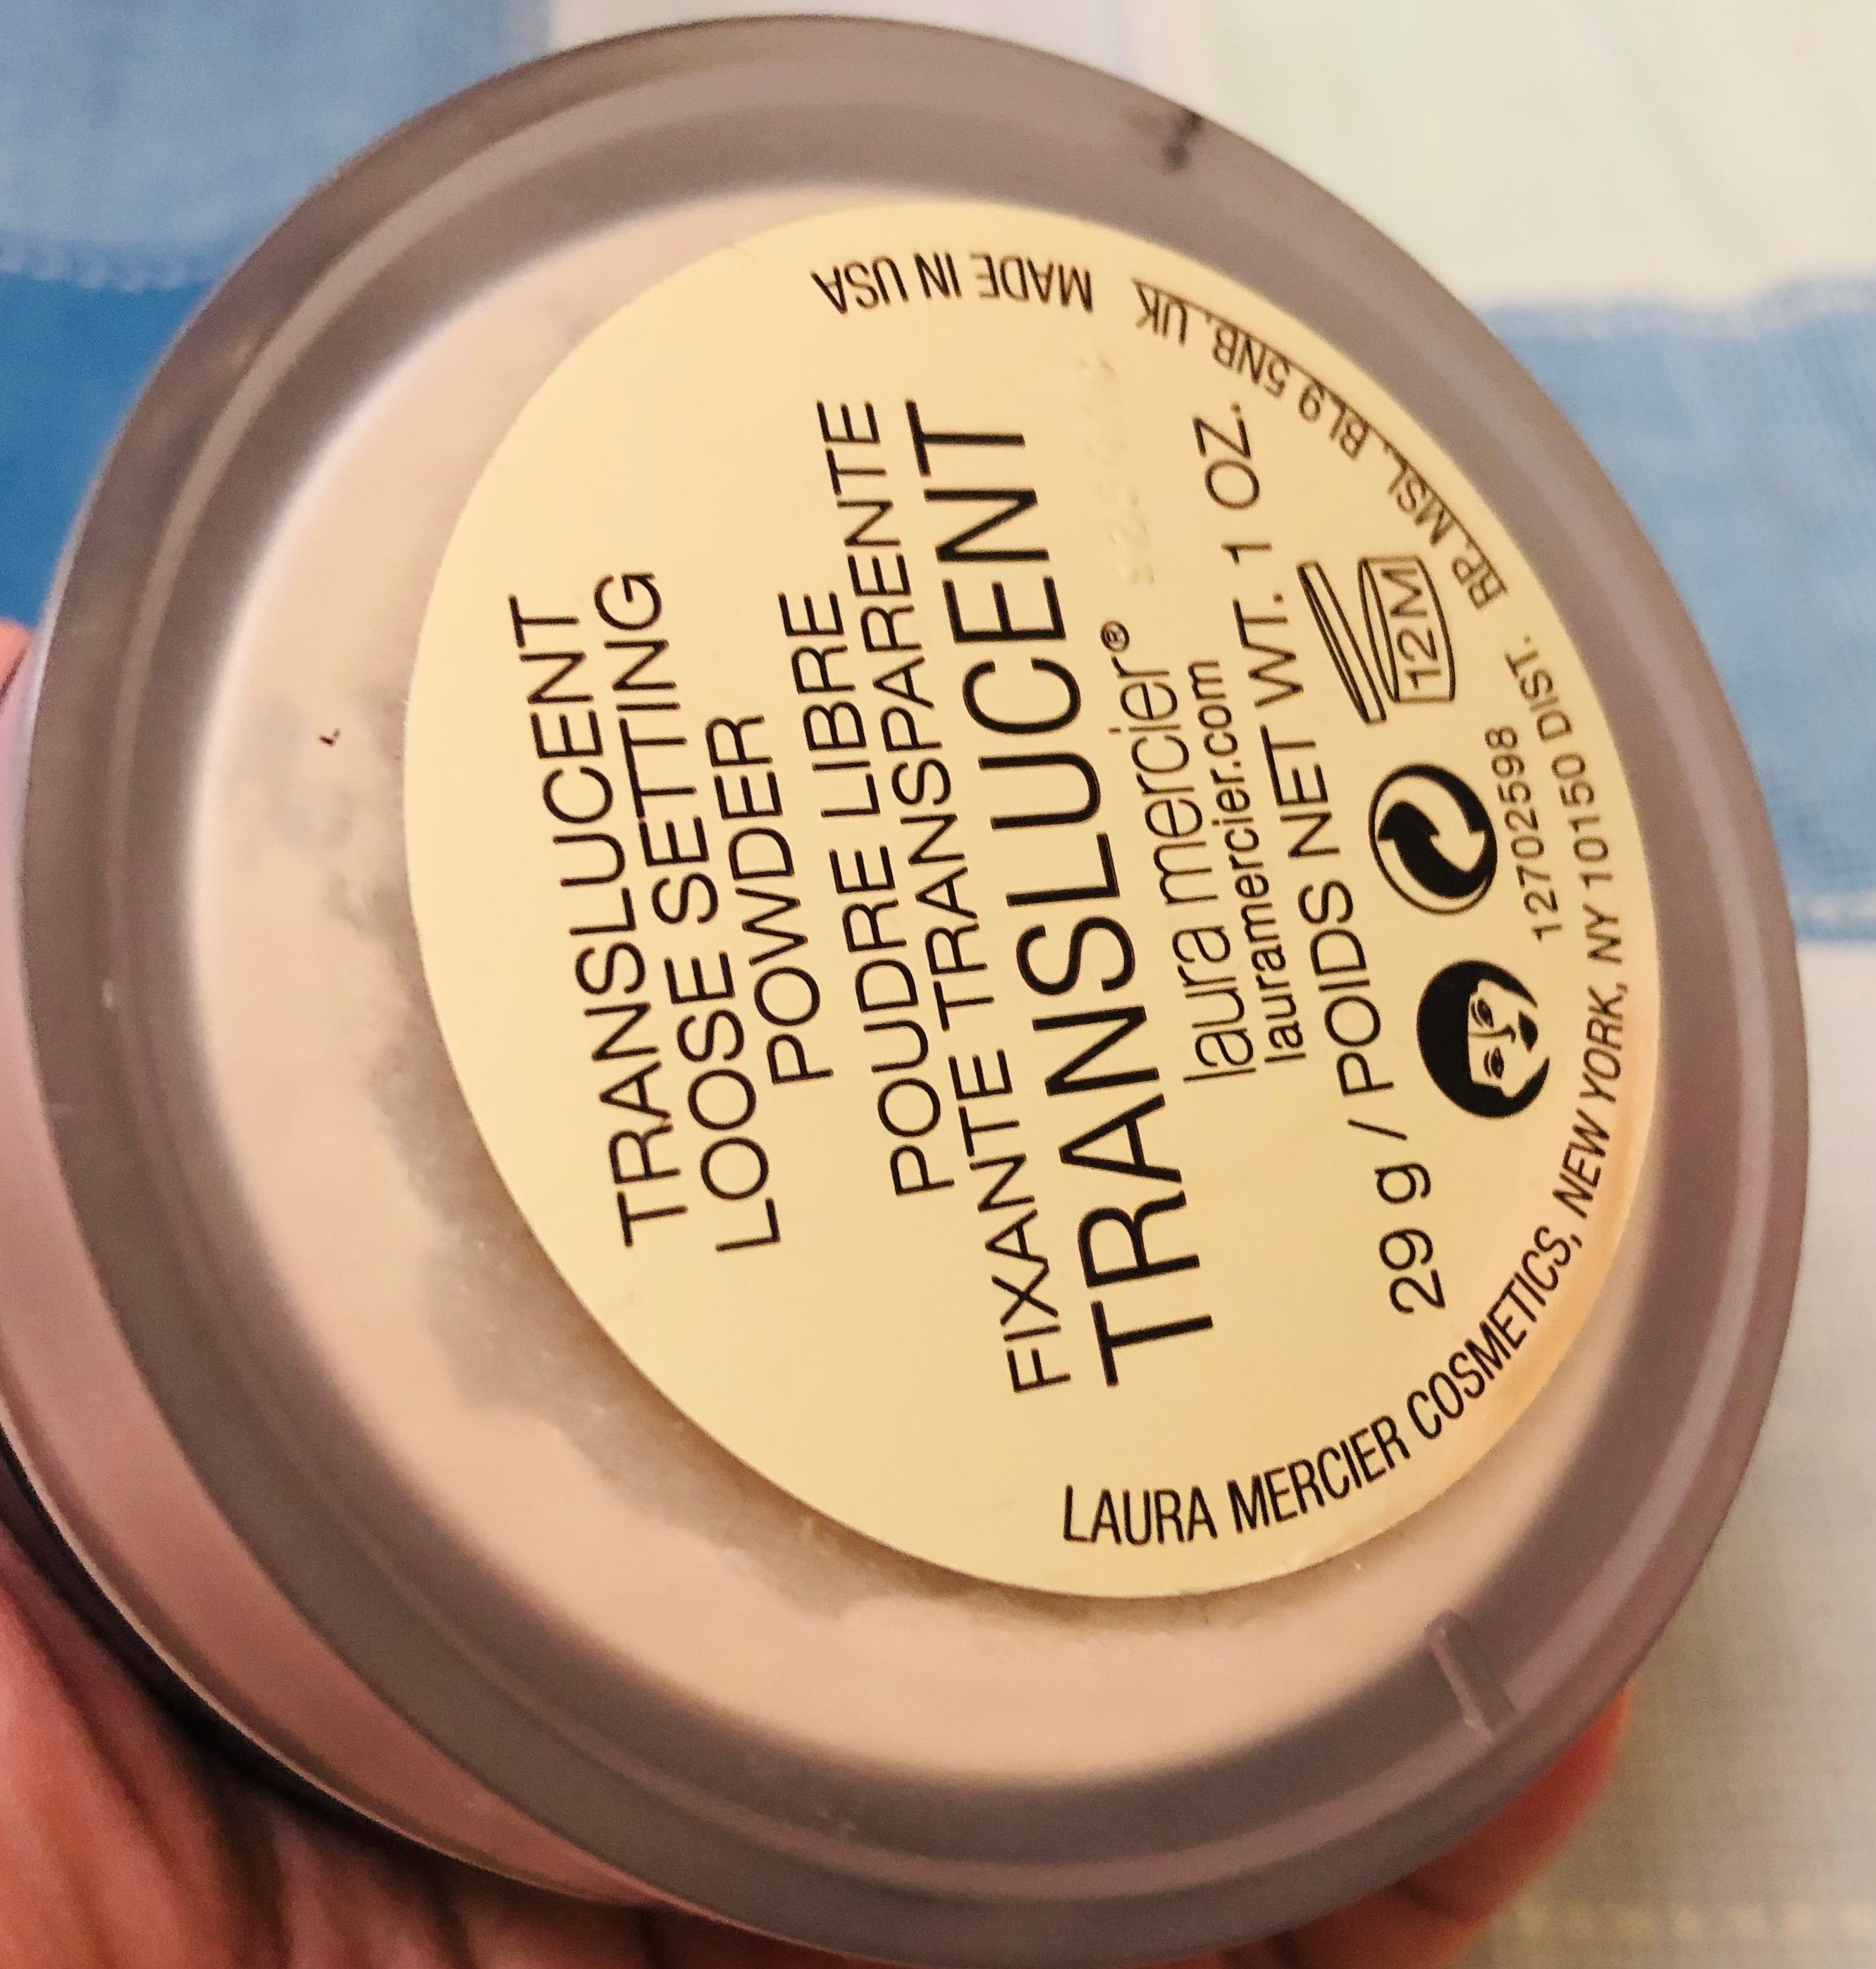 TRANSLUCENT
LOOSE SETTING
POWDER
POUDRE LIBRE
FIXANTE TRANSPARENTE
TRANSLUCENT
laura mercier®
lauramercier.com
29 g / POIDS NET WT. 1 OZ.
12M
12702598
LAURA MERCIER COSMETICS, NEW YORK, NY 10150 DIST. RP. MSL. BL9 5NB. UK MADE IN USA